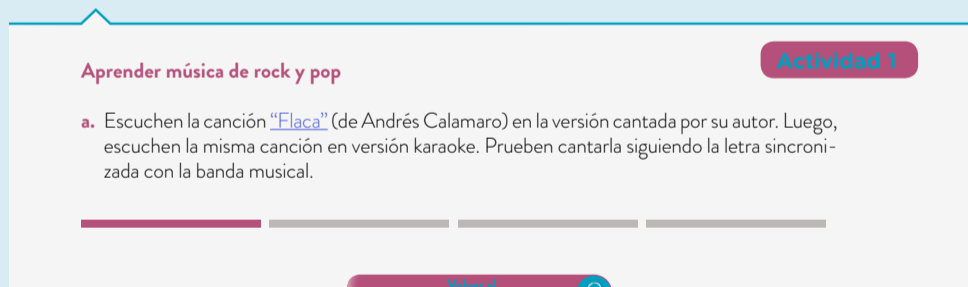 Actividad 1
Aprender música de rock y pop
a. Escuchen la canción “Flaca” (de Andrés Calamaro) en la versión cantada por su autor. Luego,
escuchen la misma canción en versión karaoke. Prueben cantarla siguiendo la letra sincroni-
zada con la banda musical.